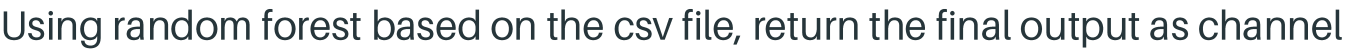 Using random forest based on the csv file, return the final output as channel